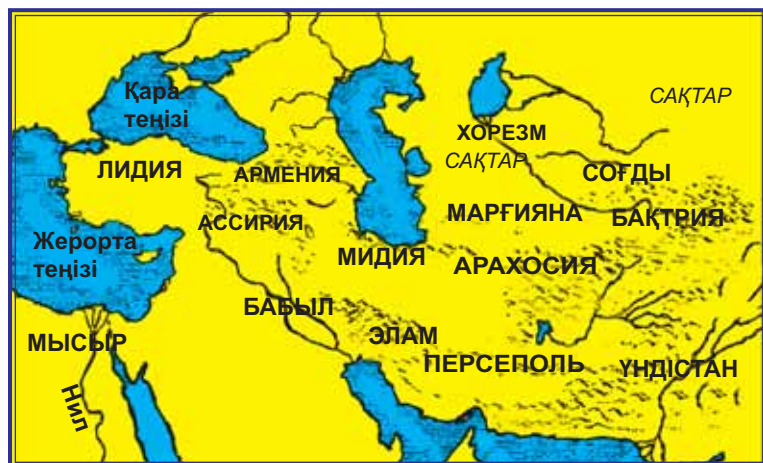 Қара
теңізі
САҚТАР
ХОРЕЗМ
САҚТАР
ЛИДИЯ
АРМЕНИЯ
СОҒДЫ
АССИРИЯ
МАРҒИЯНА
БАҚТРИЯ
Жерорта
теңізі
МИДИЯ
АРАХОСИЯ
БАБЫЛ
ЭЛАМ
МЫСЫР
ПЕРСЕПОЛЬ
ҮНДІСТАН
Нил